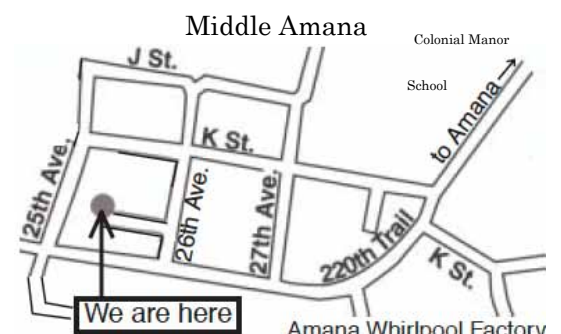 Middle Amana
Colonial Manor
J St.
School
to Amana
K St.
25th Ave.
26th Ave.
27th Ave.
220th Trail
K St.
We are here
Amana Whirlpool Factory